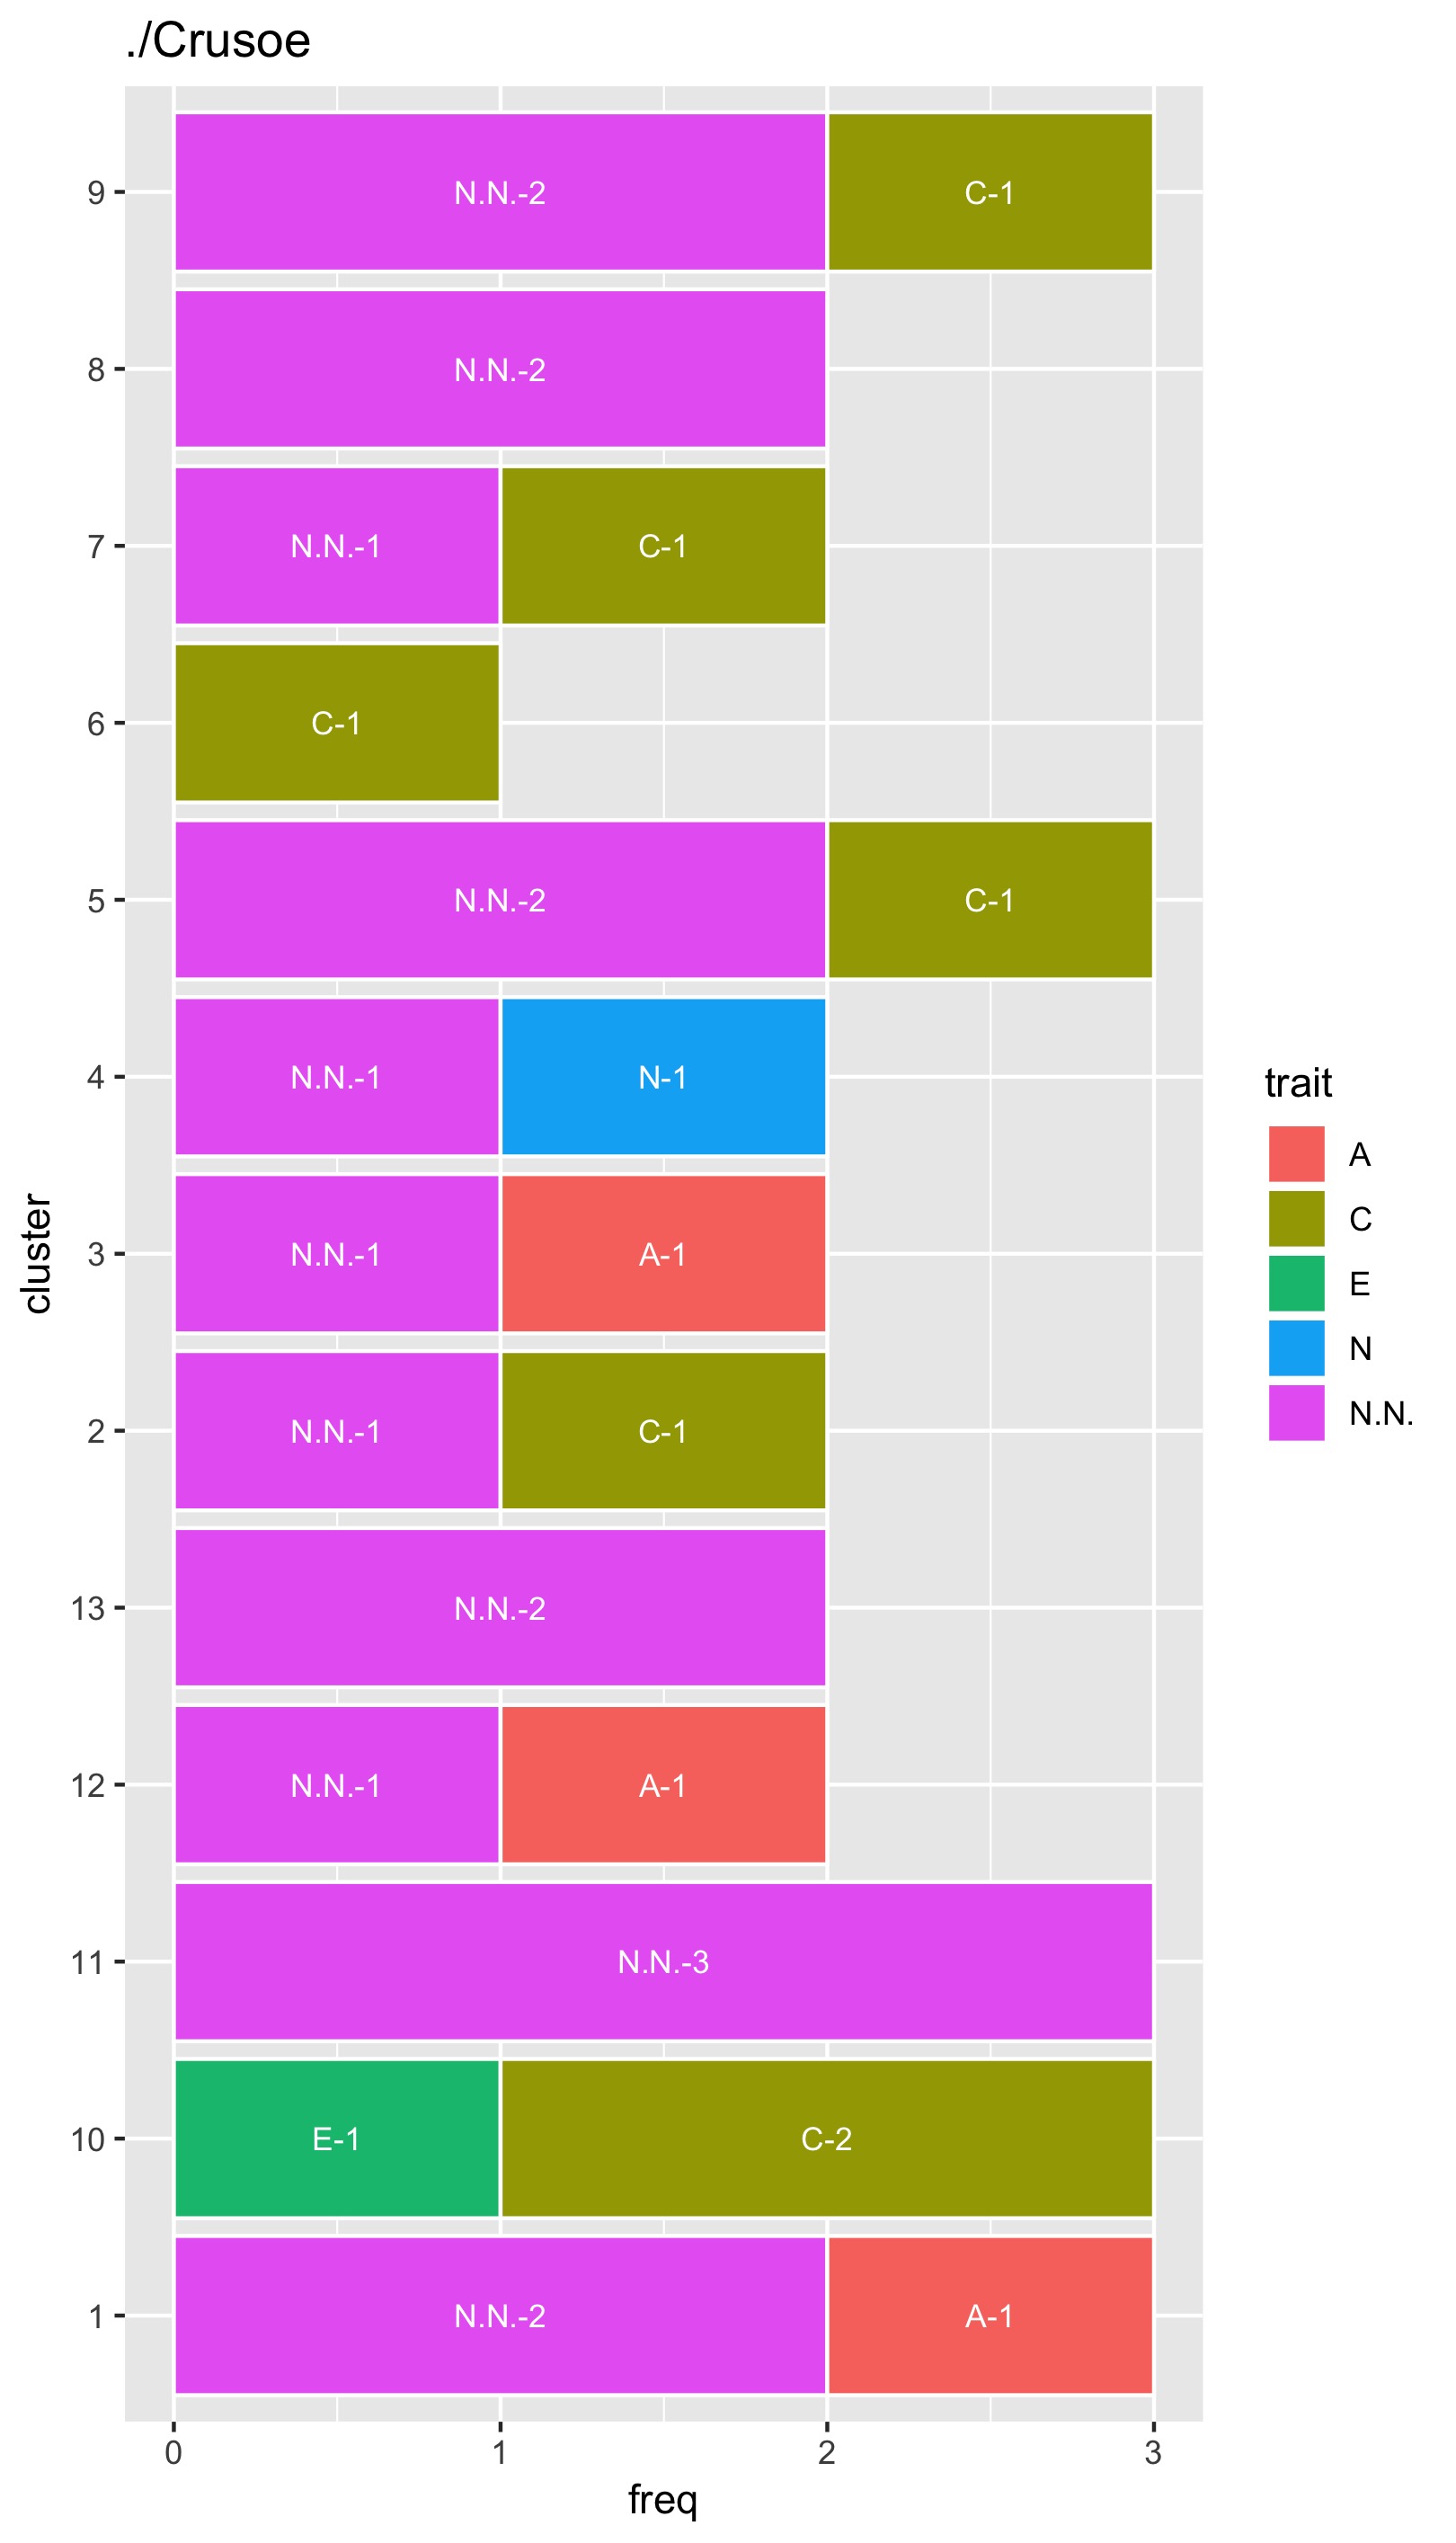 ./Crusoe
9
N.N.-2 C-1
8
N.N.-2
7
N.N.-1 C-1
6
C-1
5
N.N.-2 C-1
4
N.N.-1 N-1
3
N.N.-1 A-1
2
N.N.-1 C-1
13
N.N.-2
12
N.N.-1 A-1
11
N.N.-3
10
E-1 C-2
1
N.N.-2 A-1
0 1 2 3
freq
cluster
trait
A
C
E
N
N.N.